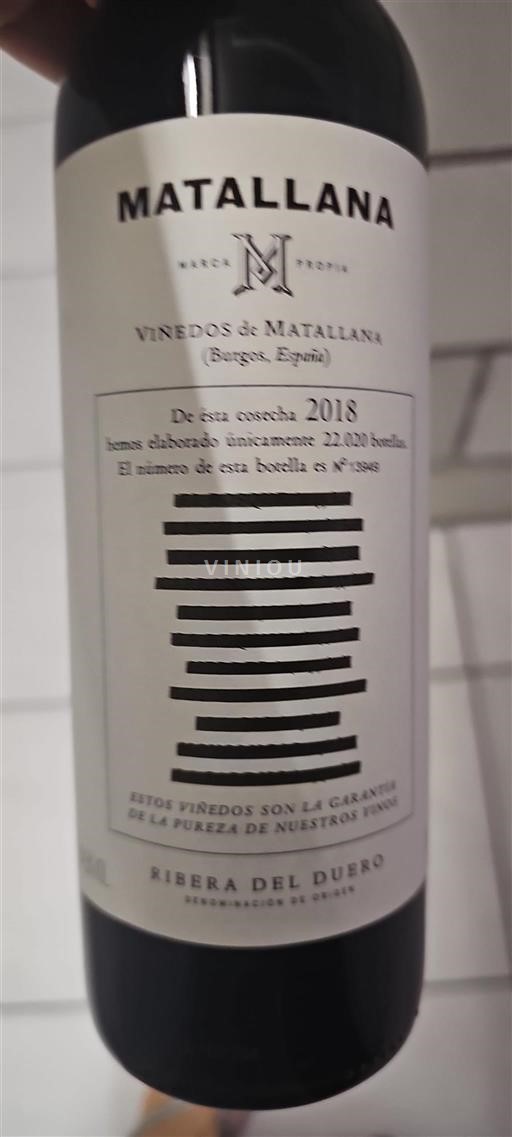 MATALLANA
MARCA M PROPIA
VIÑEDOS de MATALLANA
(Burgos, España)
De ésta cosecha 2018
hemos elaborado únicamente 22.020 botellas.
El número de esta botella es Nº 13949
VINIOU
ESTOS VIÑEDOS SON LA GARANTÍA
DE LA PUREZA DE NUESTROS VINOS
RIBERA DEL DUERO
DENOMINACIÓN DE ORIGEN